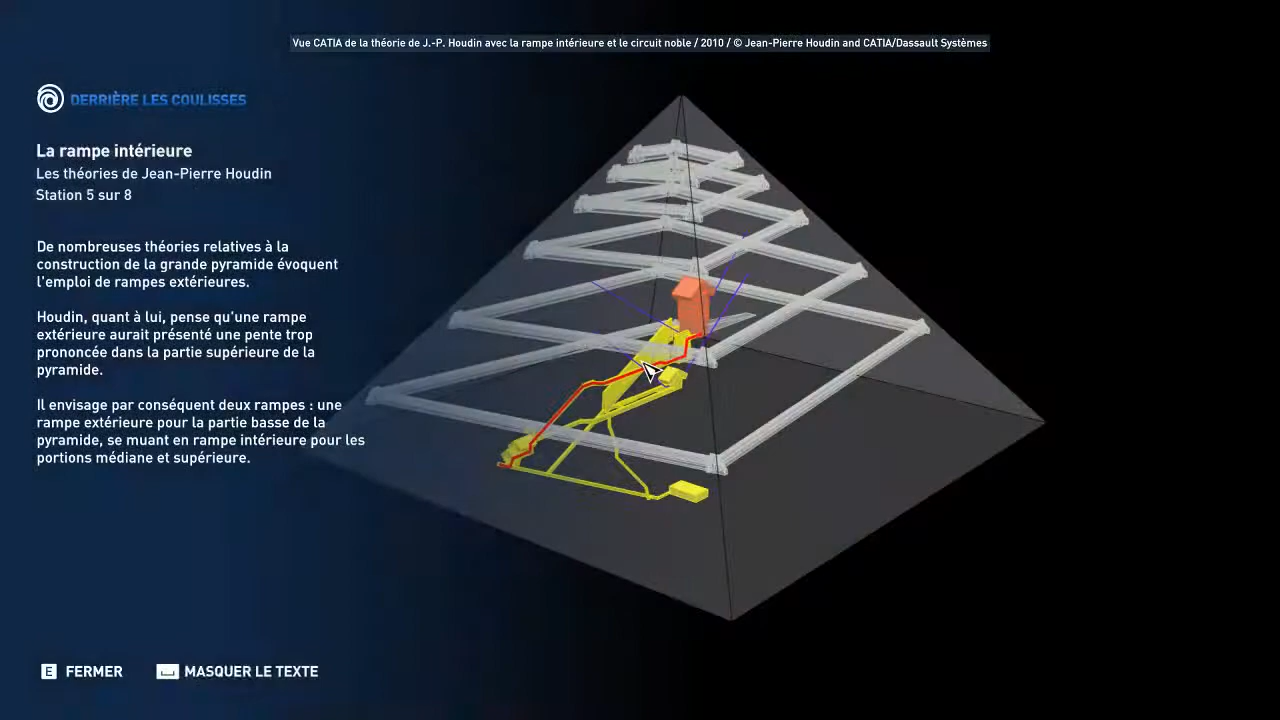 Vue CATIA de la théorie de J.-P. Houdin avec la rampe intérieure et le circuit noble / 2010 / © Jean-Pierre Houdin and CATIA/Dassault Systèmes
DERRIÈRE LES COULISSES
La rampe intérieure
Les théories de Jean-Pierre Houdin
Station 5 sur 8
De nombreuses théories relatives à la
construction de la grande pyramide évoquent
l'emploi de rampes extérieures.
Houdin, quant à lui, pense qu'une rampe
extérieure aurait présenté une pente trop
prononcée dans la partie supérieure de la
pyramide.
Il envisage par conséquent deux rampes : une
rampe extérieure pour la partie basse de la
pyramide, se muant en rampe intérieure pour les
portions médiane et supérieure.
E FERMER
MASQUER LE TEXTE